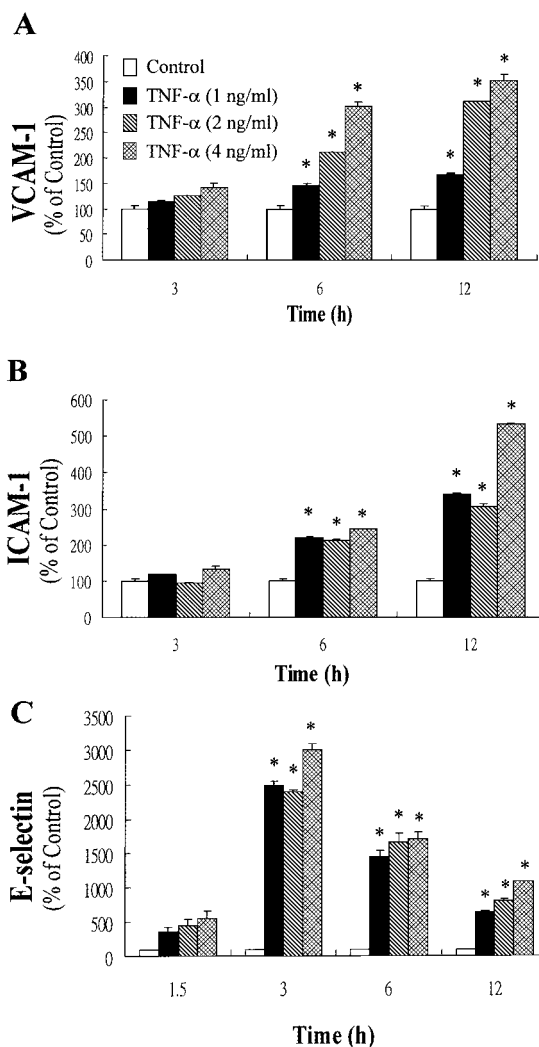 A
VCAM-1
(% of Control)
400
350
300
250
200
150
100
50
0
Control
TNF-α (1 ng/ml)
TNF-α (2 ng/ml)
TNF-α (4 ng/ml)
* * *
* * *
3 6 12
Time (h)
B
ICAM-1
(% of Control)
600
500
400
300
200
100
0
* * *
* * *
3 6 12
Time (h)
C
E-selectin
(% of Control)
3500
3000
2500
2000
1500
1000
500
0
* * *
* * *
* * *
1.5 3 6 12
Time (h)